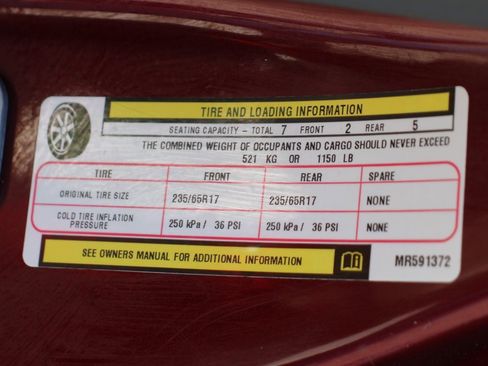 TIRE AND LOADING INFORMATION
SEATING CAPACITY – TOTAL 7 FRONT 2 REAR 5
THE COMBINED WEIGHT OF OCCUPANTS AND CARGO SHOULD NEVER EXCEED
521 KG OR 1150 LB
TIRE FRONT REAR SPARE
ORIGINAL TIRE SIZE 235/65R17 235/65R17 NONE
COLD TIRE INFLATION PRESSURE 250 kPa / 36 PSI 250 kPa / 36 PSI NONE
SEE OWNERS MANUAL FOR ADDITIONAL INFORMATION MR591372